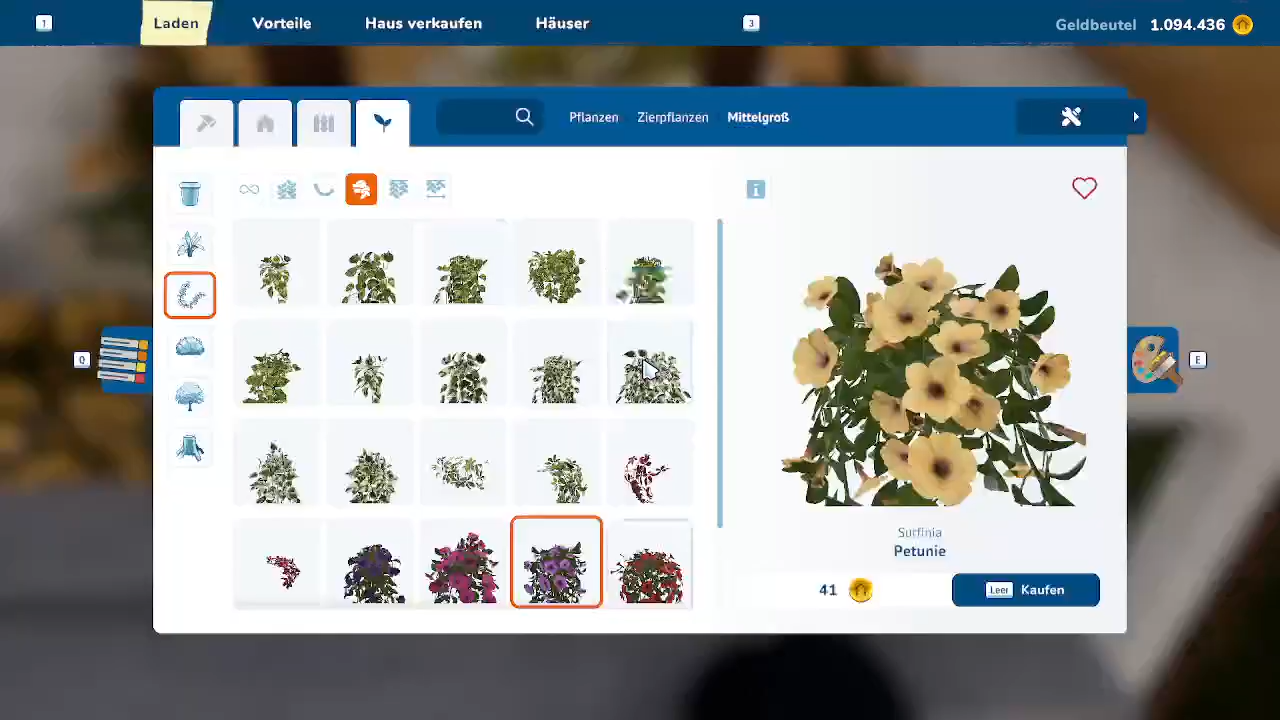 1 Laden Vorteile Haus verkaufen Häuser 3 Geldbeutel 1.094.436
Pflanzen Zierpflanzen Mittelgroß
i
Q
E
Surfinia
Petunie
41 Leer Kaufen